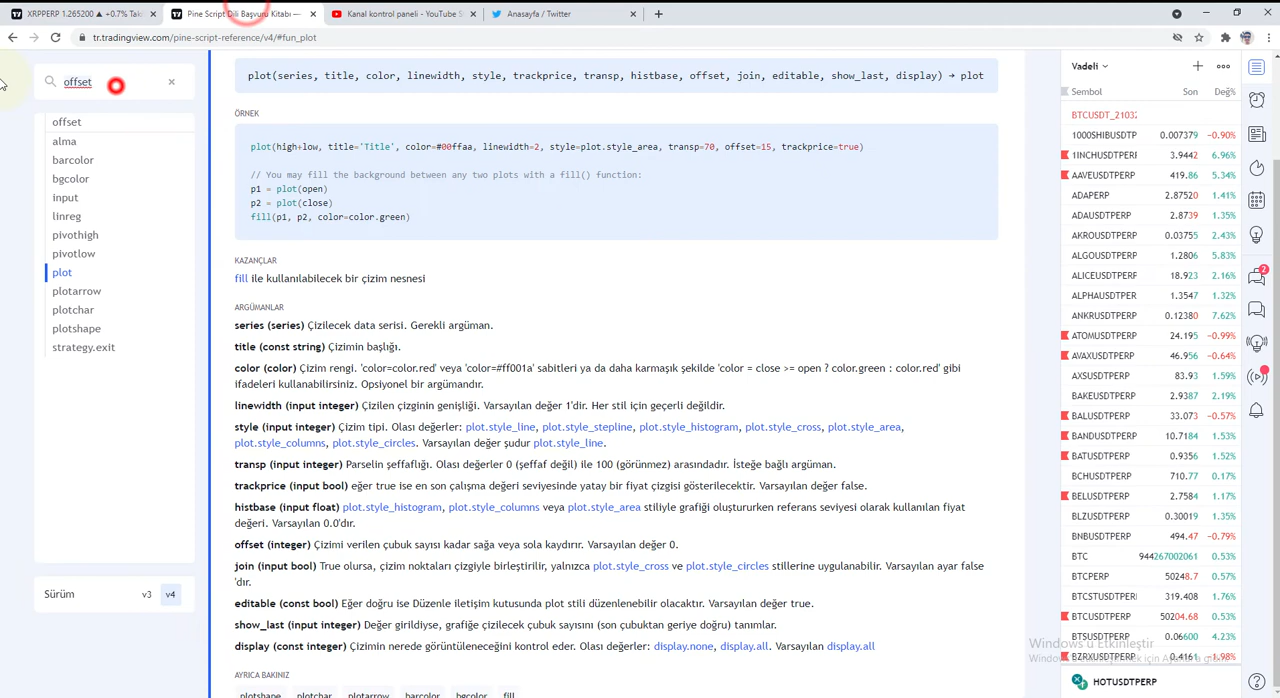 XRPPERP 1.265200 ▲ +0.7% Tak
Pine Script Dili Başvuru Kitabı —
Kanal kontrol paneli - YouTube S
Anasayfa / Twitter
tr.tradingview.com/pine-script-reference/v4/#fun_plot
offset
offset
alma
barcolor
bgcolor
input
linreg
pivothigh
pivotlow
plot
plotarrow
plotchar
plotshape
strategy.exit
Sürüm v3 v4
plot(series, title, color, linewidth, style, trackprice, transp, histbase, offset, join, editable, show_last, display) → plot
ÖRNEK
plot(high+low, title='Title', color=#00ffaa, linewidth=2, style=plot.style_area, transp=70, offset=15, trackprice=true)
// You may fill the background between any two plots with a fill() function:
p1 = plot(open)
p2 = plot(close)
fill(p1, p2, color=color.green)
KAZANÇLAR
fill ile kullanılabilecek bir çizim nesnesi
ARGÜMANLAR
series (series) Çizilecek data serisi. Gerekli argüman.
title (const string) Çizimin başlığı.
color (color) Çizim rengi. 'color=color.red' veya 'color=#ff001a' sabitleri ya da daha karmaşık şekilde 'color = close >= open ? color.green : color.red' gibi
ifadeleri kullanabilirsiniz. Opsiyonel bir argümandır.
linewidth (input integer) Çizilen çizginin genişliği. Varsayılan değer 1'dir. Her stil için geçerli değildir.
style (input integer) Çizim tipi. Olası değerler: plot.style_line, plot.style_stepline, plot.style_histogram, plot.style_cross, plot.style_area,
plot.style_columns, plot.style_circles. Varsayılan değer şudur plot.style_line.
transp (input integer) Parselin şeffaflığı. Olası değerler 0 (şeffaf değil) ile 100 (görünmez) arasındadır. İsteğe bağlı argüman.
trackprice (input bool) eğer true ise en son çalışma değeri seviyesinde yatay bir fiyat çizgisi gösterilecektir. Varsayılan değer false.
histbase (input float) plot.style_histogram, plot.style_columns veya plot.style_area stiliyle grafiği oluştururken referans seviyesi olarak kullanılan fiyat
değeri. Varsayılan 0.0'dır.
offset (integer) Çizimi verilen çubuk sayısı kadar sağa veya sola kaydırır. Varsayılan değer 0.
join (input bool) True olursa, çizim noktaları çizgiyle birleştirilir, yalnızca plot.style_cross ve plot.style_circles stillerine uygulanabilir. Varsayılan ayar false
'dır.
editable (const bool) Eğer doğru ise Düzenle iletişim kutusunda plot stili düzenlenebilir olacaktır. Varsayılan değer true.
show_last (input integer) Değer girildiyse, grafiğe çizilecek çubuk sayısını (son çubuktan geriye doğru) tanımlar.
display (const integer) Çizimin nerede görüntüleneceğini kontrol eder. Olası değerler: display.none, display.all. Varsayılan display.all
AYRICA BAKINIZ
plotshape plotchar plotarrow barcolor bgcolor fill
Vadeli
Sembol Son Değ%
BTCUSDT_2103
1000SHIBUSDTP 0.007379 −0.90%
1INCHUSDTPERP 3.9442 6.96%
AAVEUSDTPERP 419.86 5.34%
ADAPERP 2.87520 1.41%
ADAUSDTPERP 2.8739 1.35%
AKROUSDTPERP 0.03755 2.43%
ALGOUSDTPERP 1.2806 5.83%
ALICEUSDTPERP 18.923 2.16%
ALPHAUSDTPER 1.3547 1.32%
ANKRUSDTPERP 0.12380 7.62%
ATOMUSDTPERP 24.195 −0.99%
AVAXUSDTPERP 46.956 −0.64%
AXSUSDTPERP 83.93 1.59%
BAKEUSDTPERP 2.9387 2.19%
BALUSDTPERP 33.073 −0.57%
BANDUSDTPERP 10.7184 1.53%
BATUSDTPERP 0.9356 1.52%
BCHUSDTPERP 710.77 0.17%
BELUSDTPERP 2.7584 1.17%
BLZUSDTPERP 0.30019 1.35%
BNBUSDTPERP 494.47 −0.79%
BTC 944267002061 0.53%
BTCPERP 50248.7 0.57%
BTCSTUSDTPERP 319.408 1.76%
BTCUSDTPERP 50204.68 0.53%
BTSUSDTPERP 0.06600 4.23%
BZRXUSDTPERP 0.4161 −1.98%
Windows'u Etkinleştir
HOTUSDTPERP
2